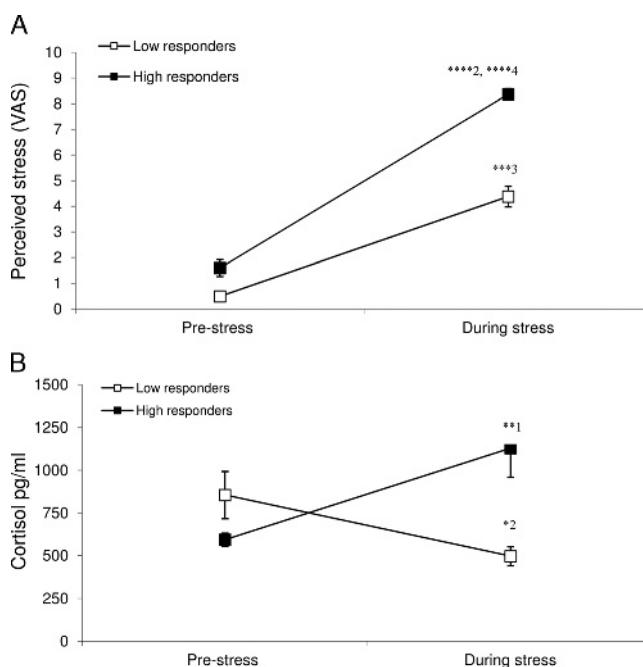 A
Low responders
High responders
Perceived stress (VAS)
10
9
8
7
6
5
4
3
2
1
0
****2, ****4
***3
Pre-stress During stress
B
Low responders
High responders
Cortisol pg/ml
1500
1250
1000
750
500
250
0
**1
*2
Pre-stress During stress